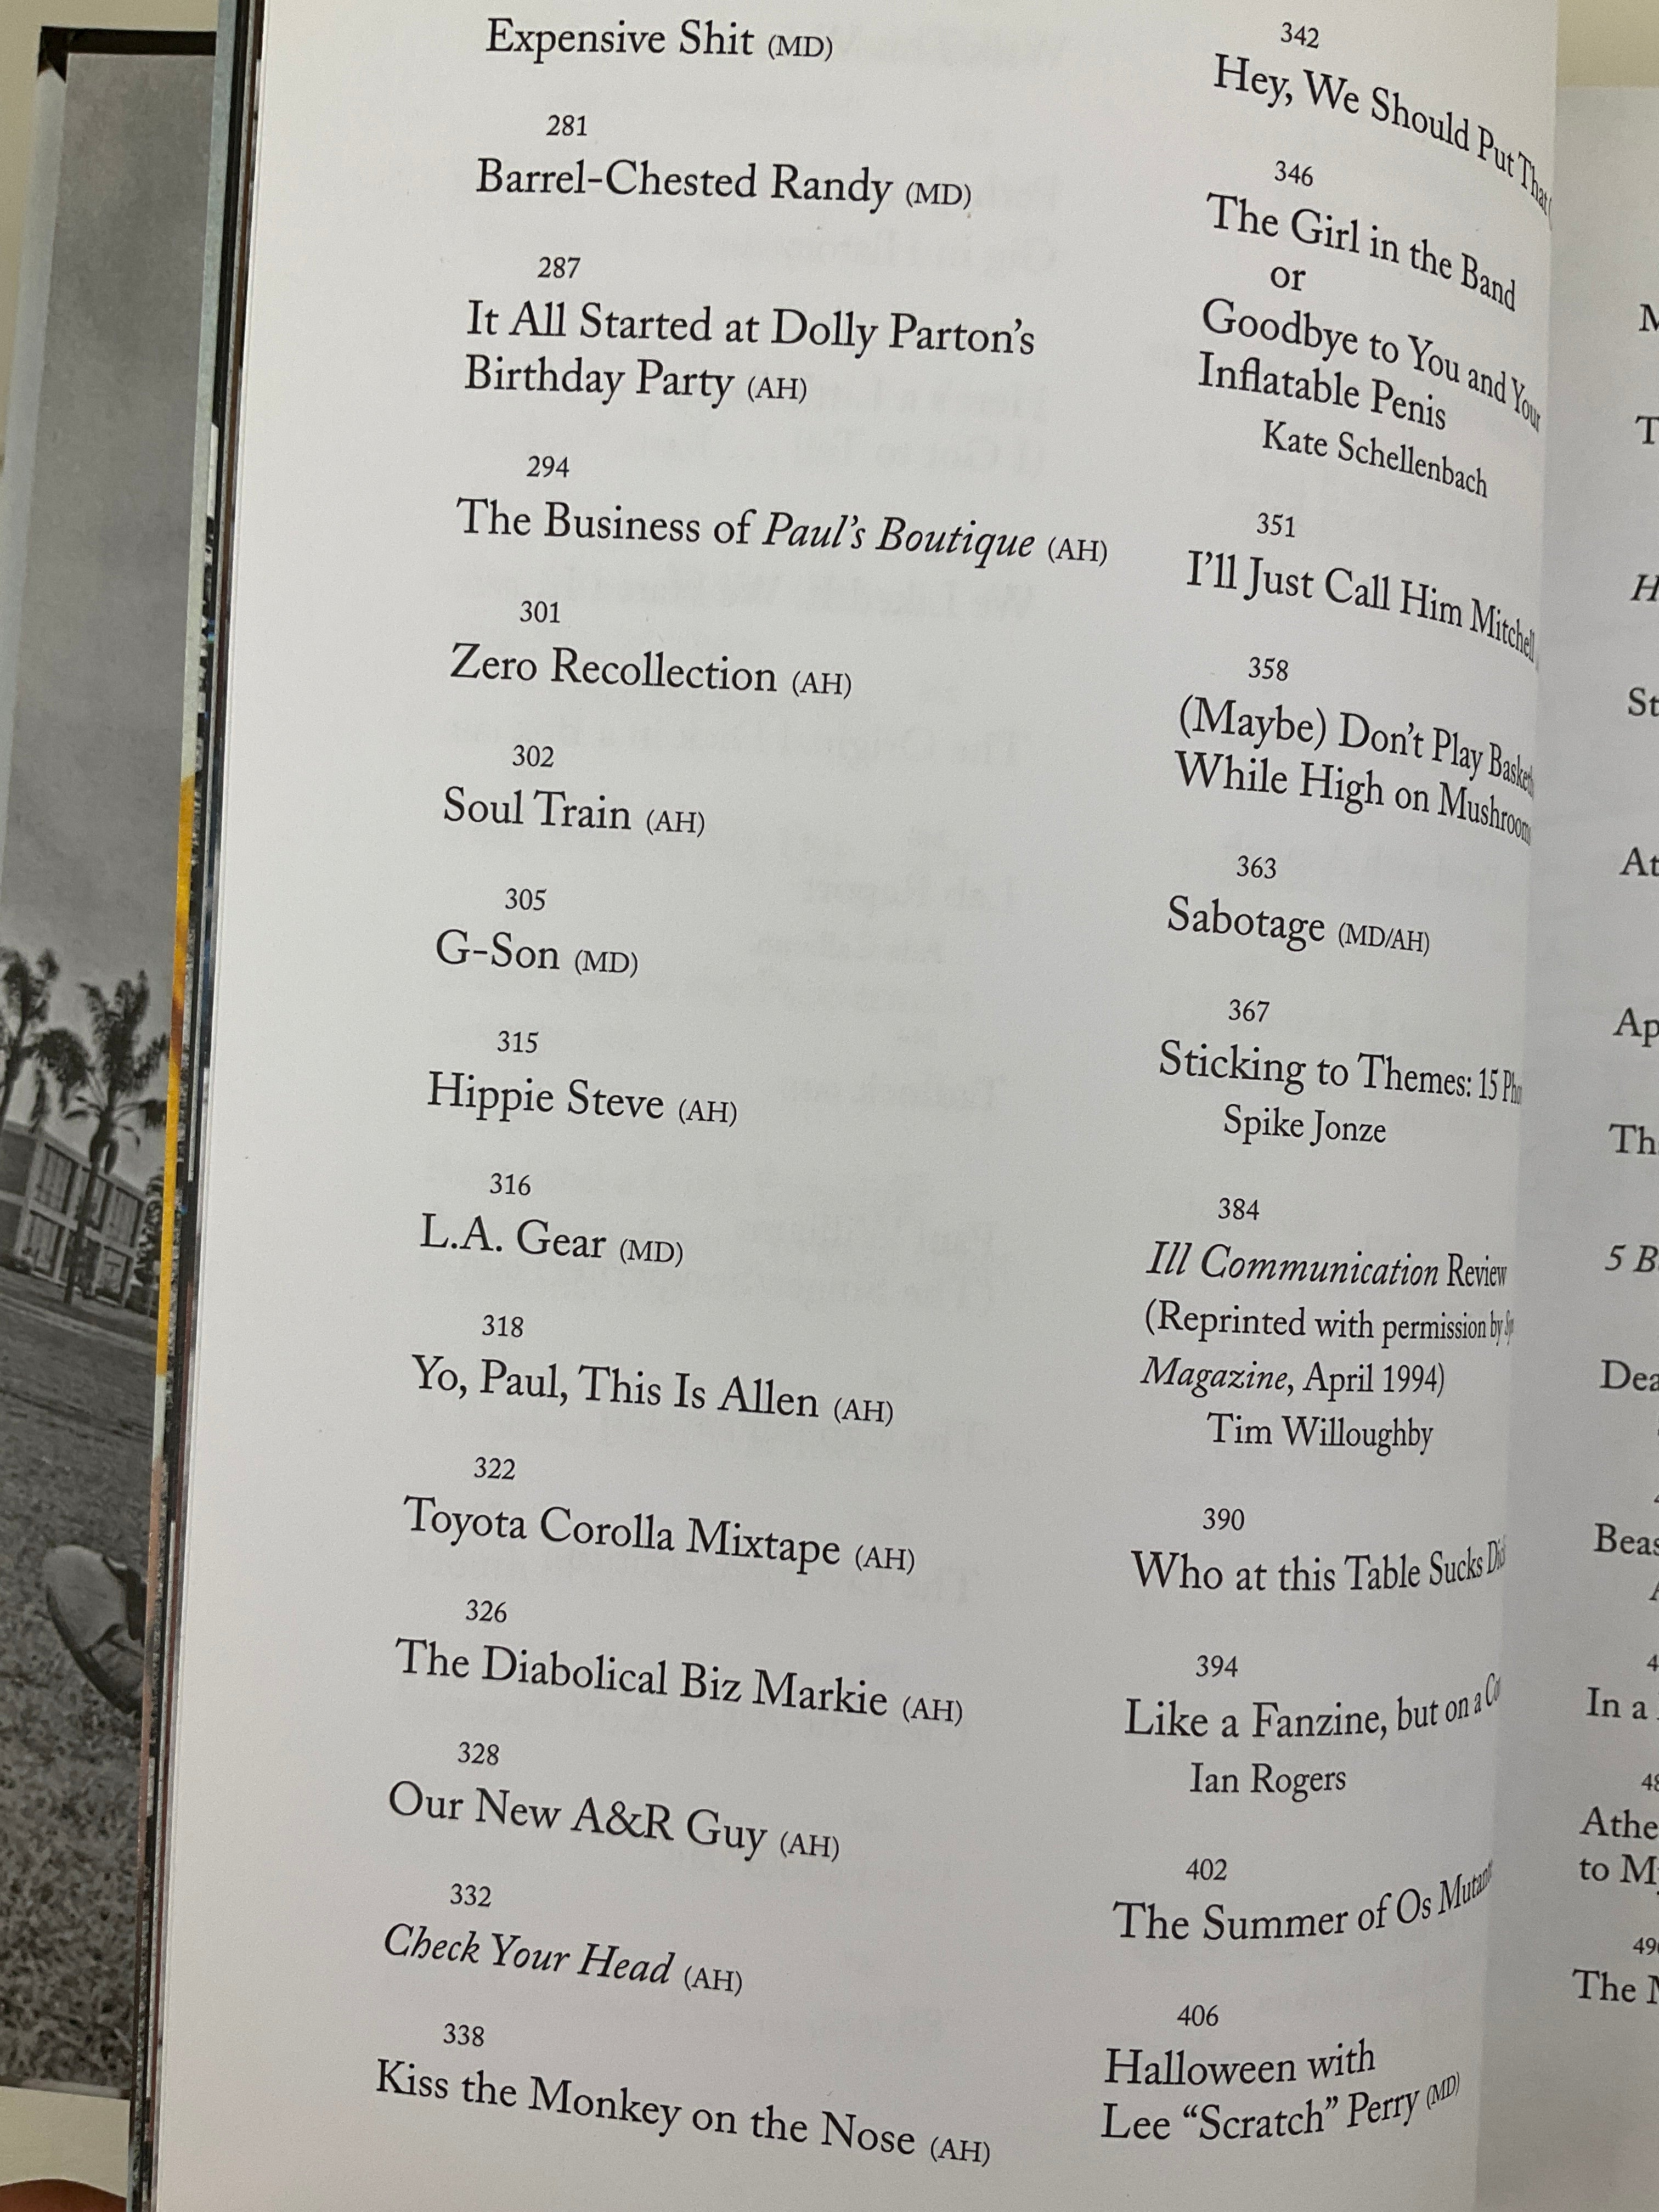 Expensive Shit (MD)
281
Barrel-Chested Randy (MD)
287
It All Started at Dolly Parton’s
Birthday Party (AH)
294
The Business of Paul’s Boutique (AH)
301
Zero Recollection (AH)
302
Soul Train (AH)
305
G-Son (MD)
315
Hippie Steve (AH)
316
L.A. Gear (MD)
318
Yo, Paul, This Is Allen (AH)
322
Toyota Corolla Mixtape (AH)
326
The Diabolical Biz Markie (AH)
328
Our New A&R Guy (AH)
332
Check Your Head (AH)
338
Kiss the Monkey on the Nose (AH)
342
Hey, We Should Put That
346
The Girl in the Band
or
Goodbye to You and Your
Inflatable Penis
Kate Schellenbach
351
I’ll Just Call Him Mitchell
358
(Maybe) Don’t Play
While High on
363
Sabotage (MD/AH)
367
Sticking to Themes: 15
Spike Jonze
384
Ill Communication Review
(Reprinted with permission by
Magazine, April 1994)
Tim Willoughby
390
Who at this Table Sucks
394
Like a Fanzine, but on a
Ian Rogers
402
The Summer of Os
406
Halloween with
Lee “Scratch” Perry (MD)
5
In a
to
The